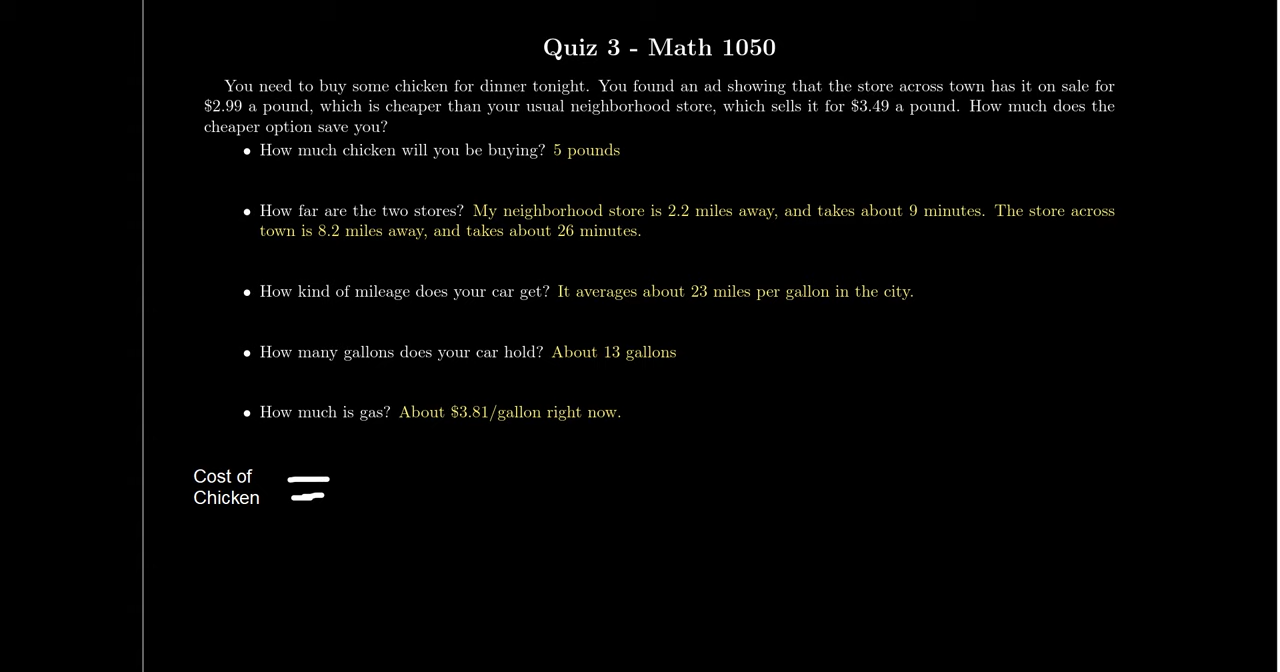 Quiz 3 - Math 1050
You need to buy some chicken for dinner tonight. You found an ad showing that the store across town has it on sale for
$2.99 a pound, which is cheaper than your usual neighborhood store, which sells it for $3.49 a pound. How much does the
cheaper option save you?
• How much chicken will you be buying? 5 pounds
• How far are the two stores? My neighborhood store is 2.2 miles away, and takes about 9 minutes. The store across
town is 8.2 miles away, and takes about 26 minutes.
• How kind of mileage does your car get? It averages about 23 miles per gallon in the city.
• How many gallons does your car hold? About 13 gallons
• How much is gas? About $3.81/gallon right now.
Cost of
Chicken =